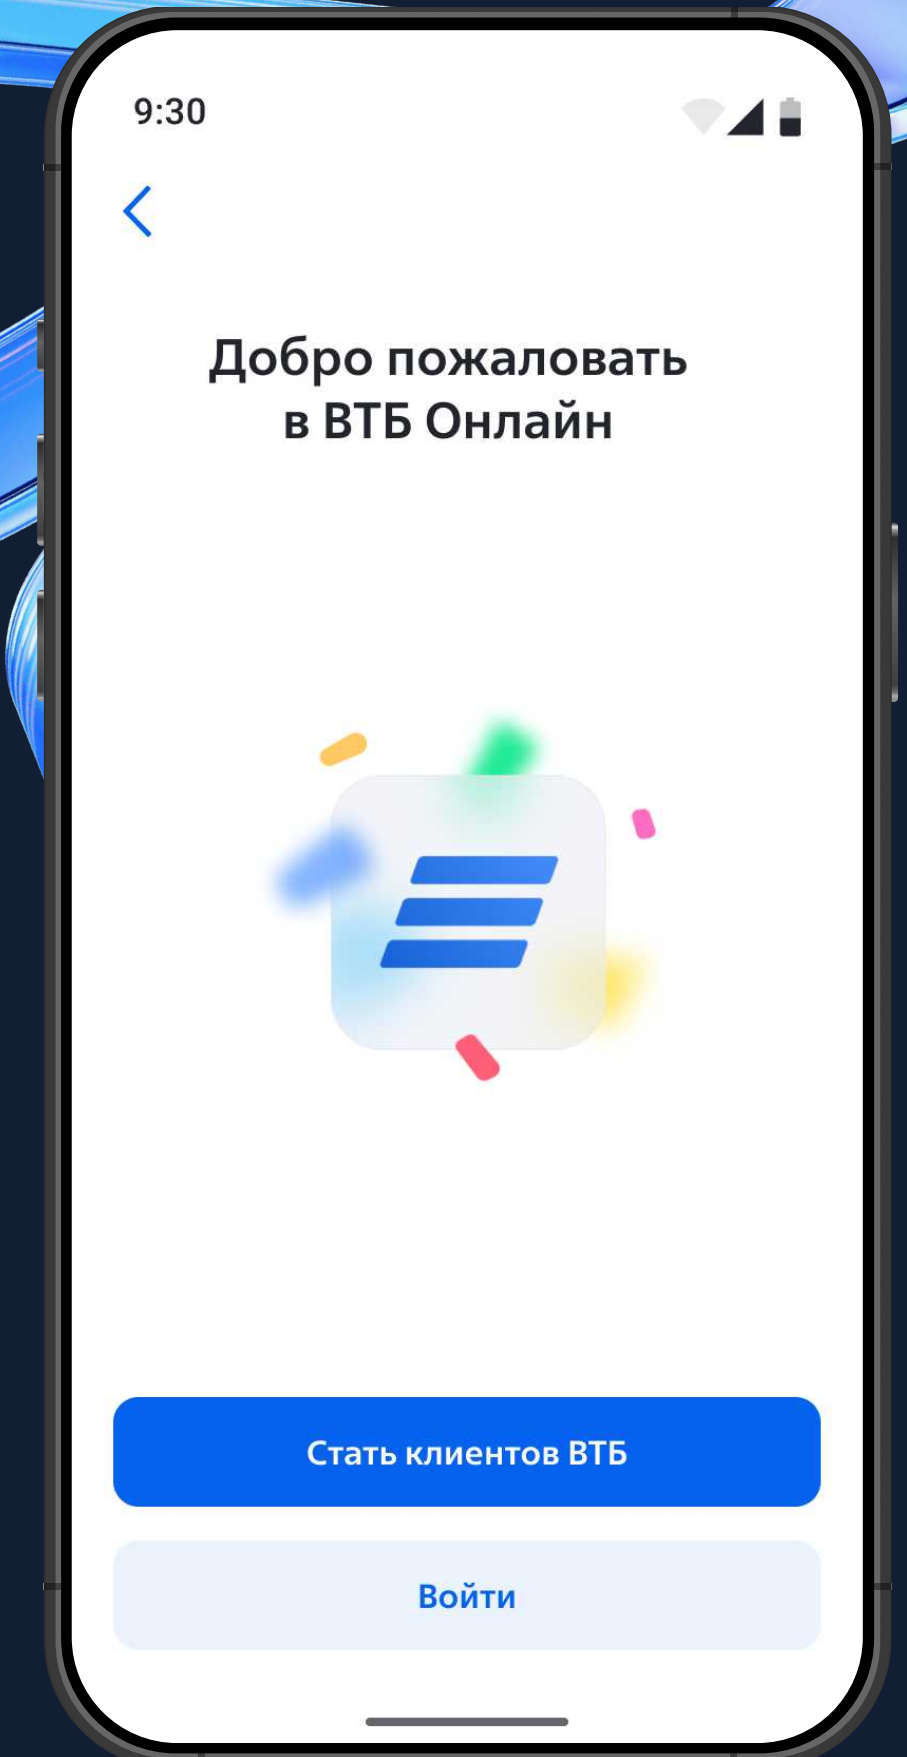 9:30
Добро пожаловать
в ВТБ Онлайн
Стать клиентов ВТБ
Войти